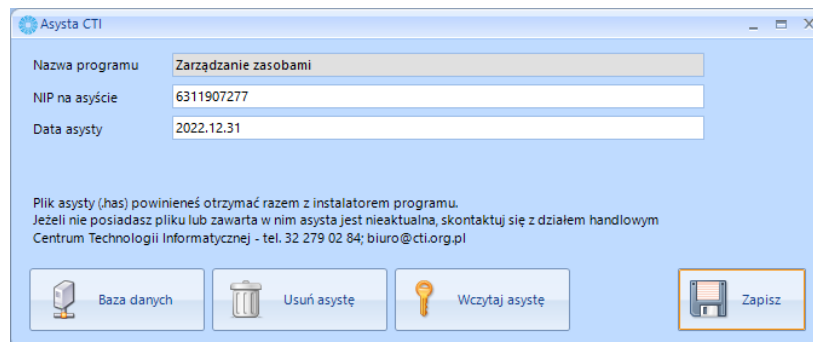 Asysta CTI
Nazwa programu Zarządzanie zasobami
NIP na asyście 6311907277
Data asysty 2022.12.31
Plik asysty (.has) powinieneś otrzymać razem z instalatorem programu.
Jeżeli nie posiadasz pliku lub zawarta w nim asysta jest nieaktualna, skontaktuj się z działem handlowym
Centrum Technologii Informatycznej - tel. 32 279 02 84; biuro@cti.org.pl
Baza danych Usuń asystę Wczytaj asystę Zapisz